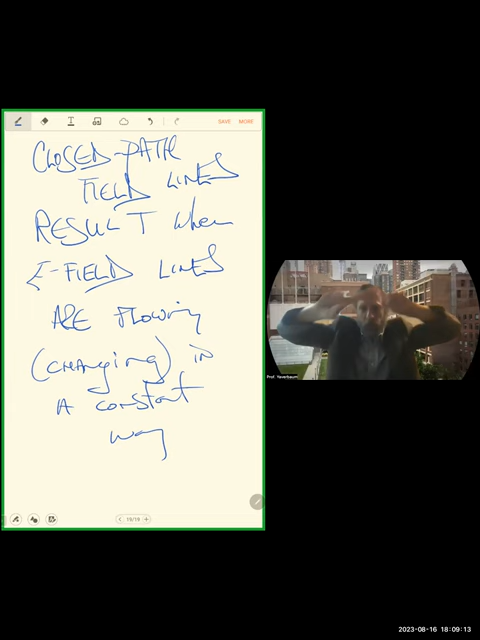 SAVE MORE
CLOSED-PATH
FIELD LINES
RESULT when
E-FIELD LINES
ARE flowing
(changing) in
A constant
way
19/19
Prof. Yaverbaum
2023-08-16 18:09:13